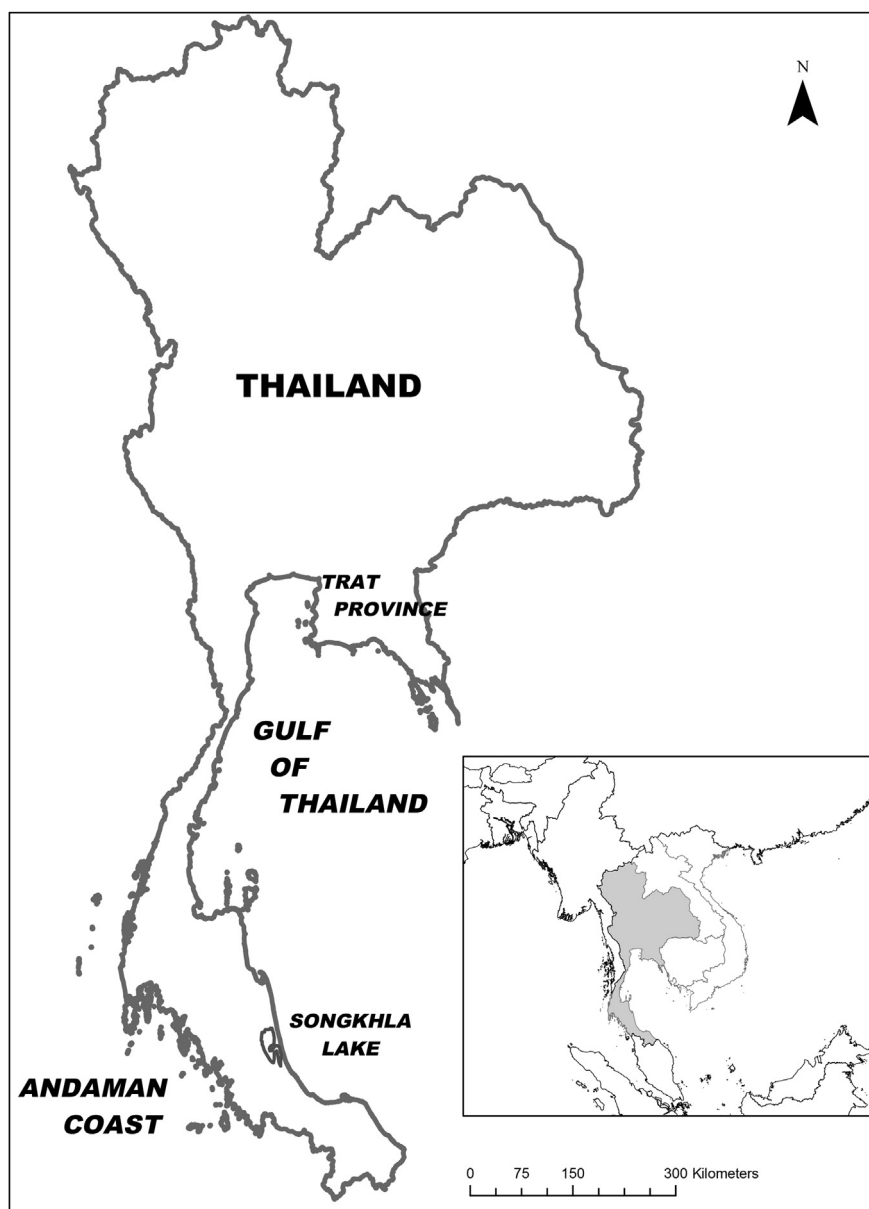 N
THAILAND
TRAT
PROVINCE
GULF
OF
THAILAND
SONGKHLA
LAKE
ANDAMAN
COAST
0 75 150 300 Kilometers